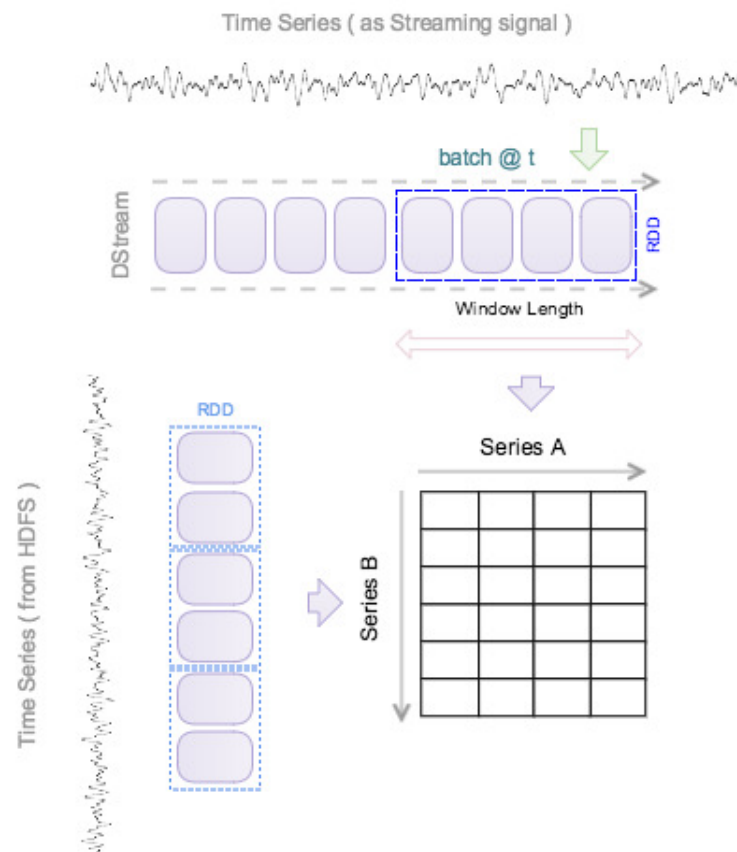 Time Series ( as Streaming signal )
batch @ t
DStream
RDD
Window Length
RDD
Series A
Series B
Time Series ( from HDFS )